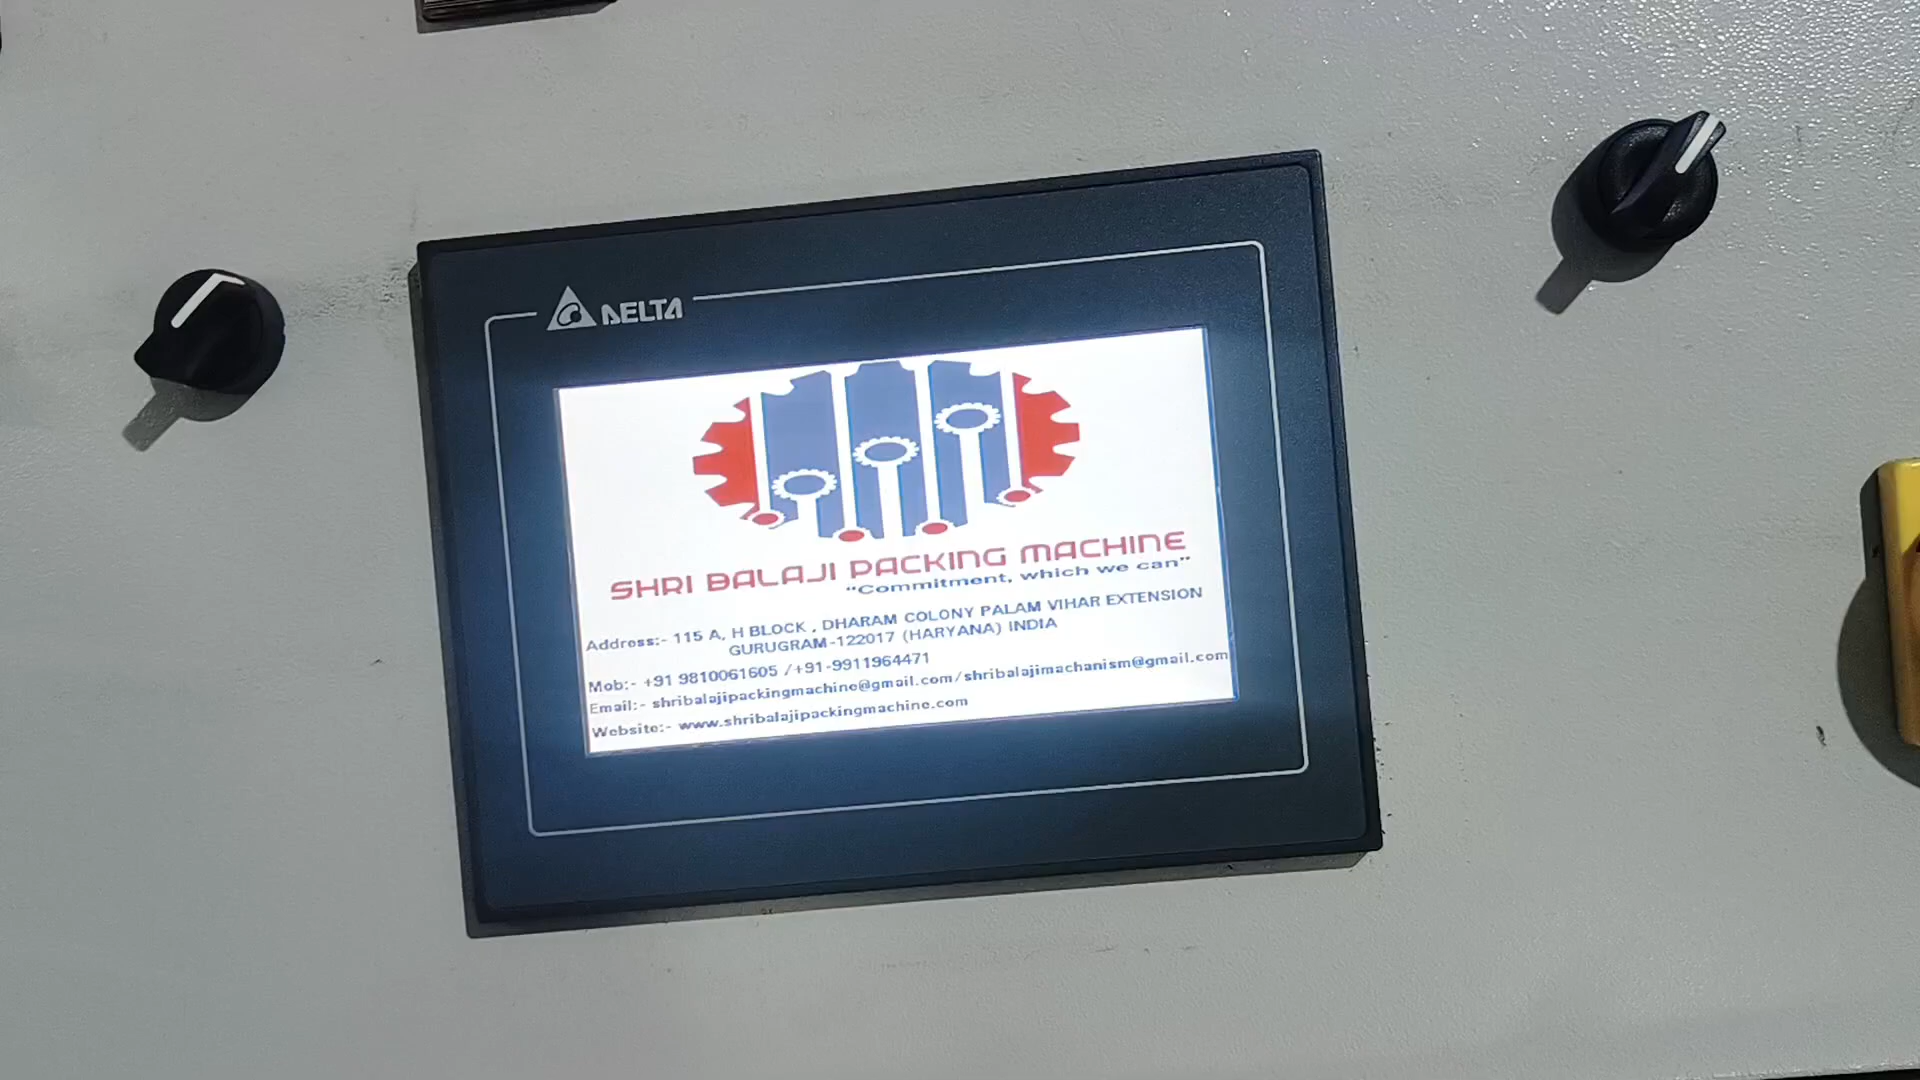 DELTA
SHRI BALAJI PACKING MACHINE
"Commitment, which we can"
Address:- 115 A, H BLOCK , DHARAM COLONY PALAM VIHAR EXTENSION
GURUGRAM-122017 (HARYANA) INDIA
Mob:- +91 9810061605 /+91-9911964471
Email:- shribalajipackingmachine@gmail.com/shribalajimachanism@gmail.com
Website:- www.shribalajipackingmachine.com